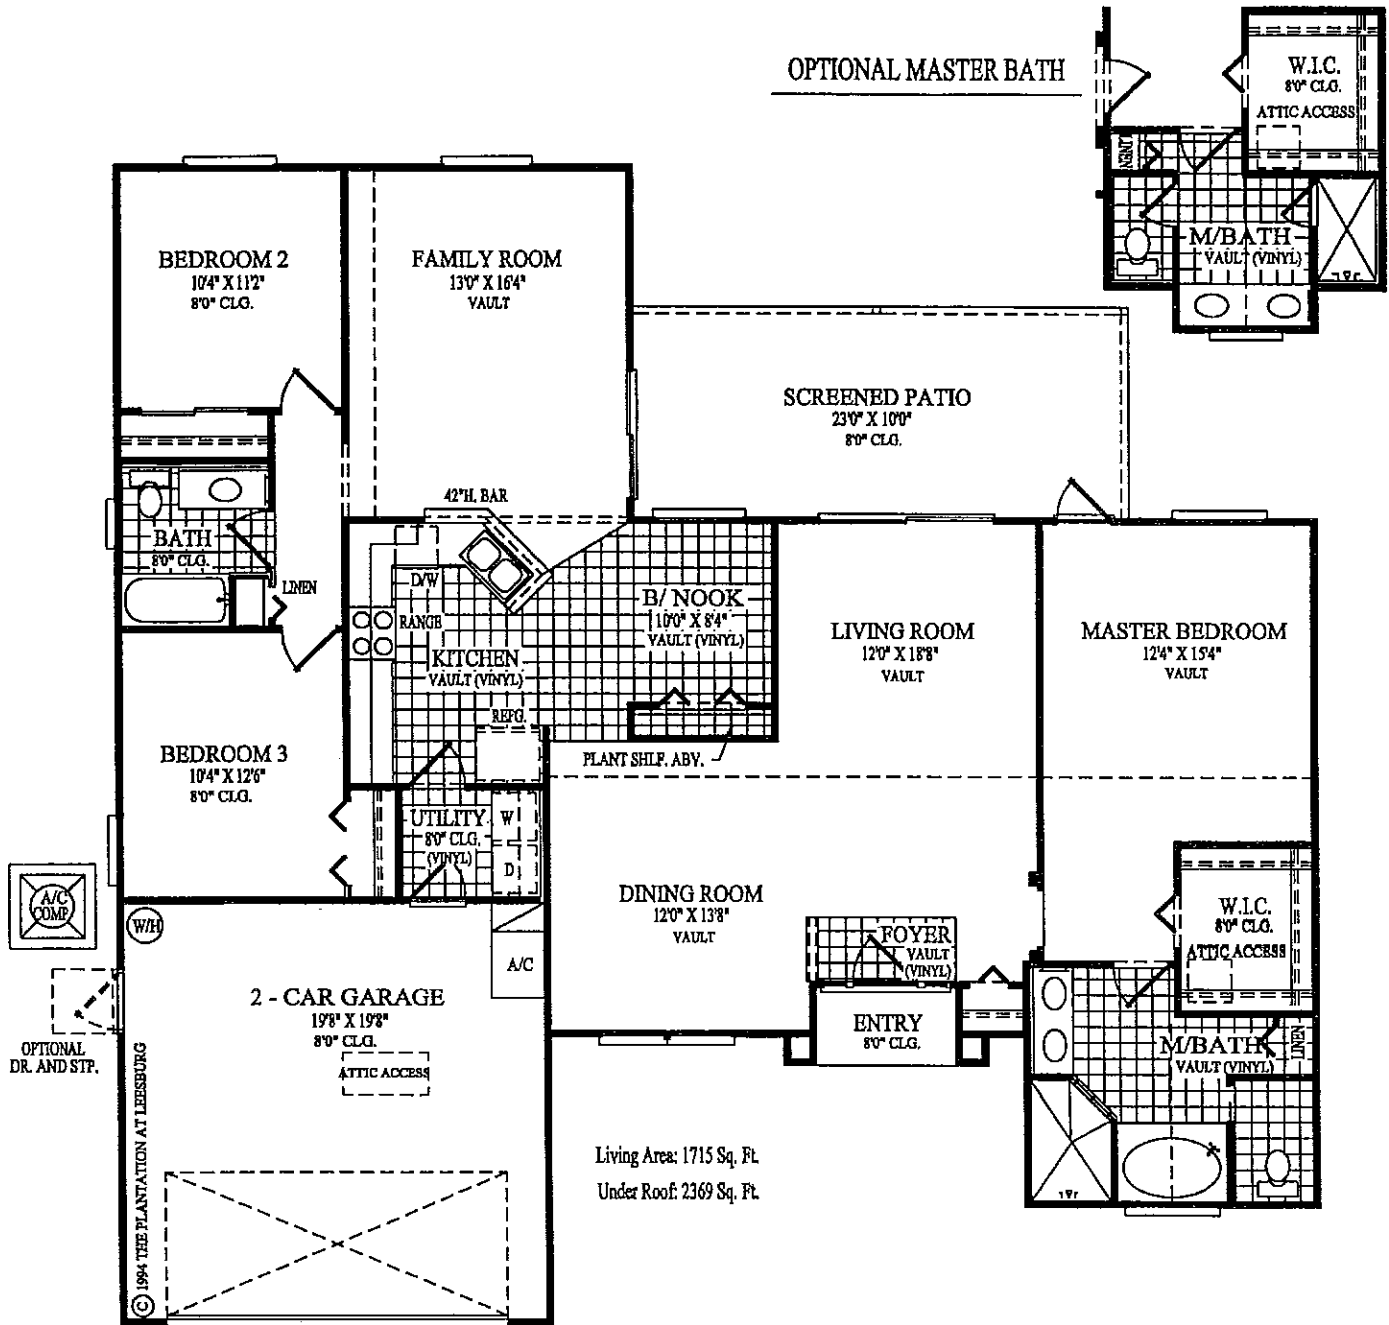 OPTIONAL MASTER BATH
W.I.C.
8'0" CLG.
ATTIC ACCESS
LINEN
M/BATH
VAULT (VINYL)
BEDROOM 2
10'4" X 11'2"
8'0" CLG.
FAMILY ROOM
13'0" X 16'4"
VAULT
SCREENED PATIO
23'0" X 10'0"
8'0" CLG.
42"H. BAR
BATH
8'0" CLG.
LINEN
D/W
RANGE
KITCHEN
VAULT (VINYL)
REFG.
B/ NOOK
10'0" X 8'4"
VAULT (VINYL)
PLANT SHLF. ABV.
LIVING ROOM
12'0" X 18'8"
VAULT
MASTER BEDROOM
12'4" X 15'4"
VAULT
BEDROOM 3
10'4" X 12'6"
8'0" CLG.
UTILITY
8'0" CLG.
(VINYL)
W
D
DINING ROOM
12'0" X 13'8"
VAULT
FOYER
VAULT
(VINYL)
ENTRY
8'0" CLG.
W.I.C.
8'0" CLG.
ATTIC ACCESS
M/BATH
VAULT (VINYL)
LINEN
A/C
COMP.
W/H
A/C
2 - CAR GARAGE
19'8" X 19'8"
8'0" CLG.
ATTIC ACCESS
OPTIONAL
DR. AND STP.
© 1994 THE PLANTATION AT LEESBURG
Living Area: 1715 Sq. Ft.
Under Roof: 2369 Sq. Ft.